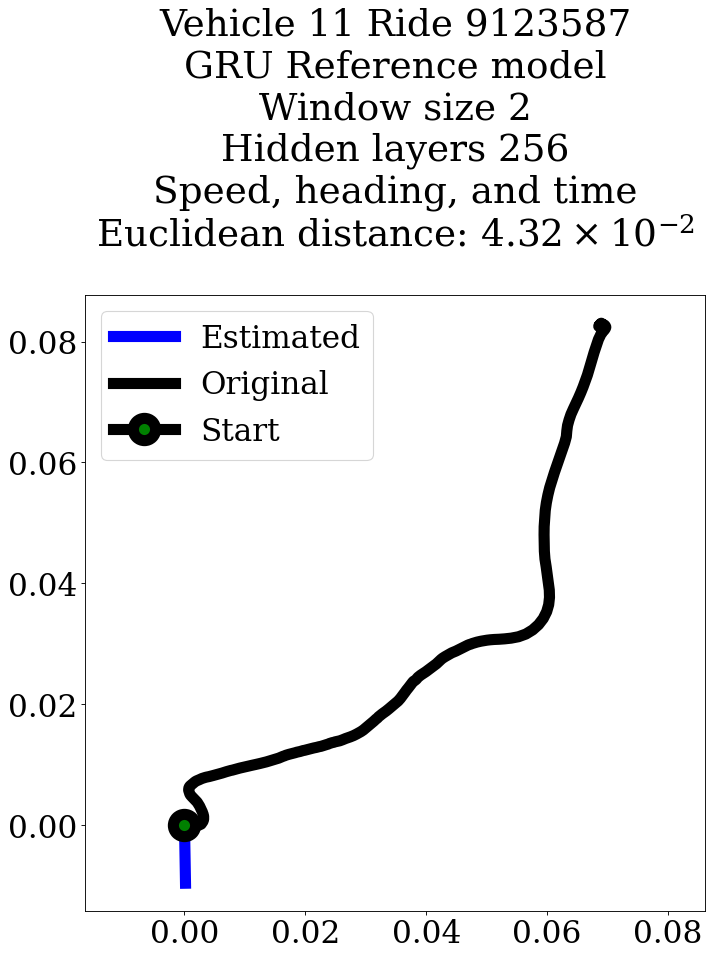 Vehicle 11 Ride 9123587
GRU Reference model
Window size 2
Hidden layers 256
Speed, heading, and time
Euclidean distance: 4.32 × 10⁻²
Estimated
Original
Start
0.08
0.06
0.04
0.02
0.00
0.00 0.02 0.04 0.06 0.08